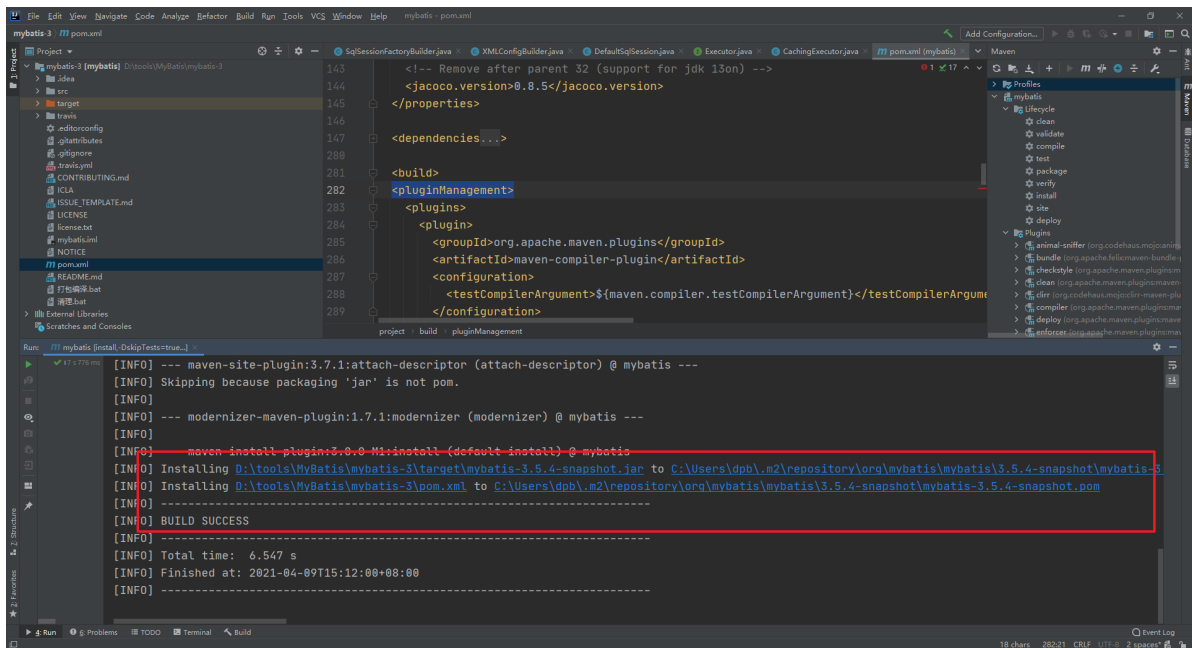 File Edit View Navigate Code Analyze Refactor Build Run Tools VCS Window Help mybatis - pom.xml
mybatis-3 pom.xml
Add Configuration...
Project
SqlSessionFactoryBuilder.java XMLConfigBuilder.java DefaultSqlSession.java Executor.java CachingExecutor.java pom.xml (mybatis)
Maven
1: Project
mybatis-3 [mybatis] D:\tools\MyBatis\mybatis-3
.idea
src
target
travis
.editorconfig
.gitattributes
.gitignore
.travis.yml
CONTRIBUTING.md
ICLA
ISSUE_TEMPLATE.md
LICENSE
license.txt
mybatis.iml
NOTICE
pom.xml
README.md
打包编译.bat
清理.bat
External Libraries
Scratches and Consoles
143 <!-- Remove after parent 32 (support for jdk 13on) -->
1 17
144 <jacoco.version>0.8.5</jacoco.version>
145 </properties>
146
147 <dependencies...>
280
281 <build>
282 <pluginManagement>
283 <plugins>
284 <plugin>
285 <groupId>org.apache.maven.plugins</groupId>
286 <artifactId>maven-compiler-plugin</artifactId>
287 <configuration>
288 <testCompilerArgument>${maven.compiler.testCompilerArgument}</testCompilerArgume
289 </configuration>
project › build › pluginManagement
Profiles
mybatis
Lifecycle
clean
validate
compile
test
package
verify
install
site
deploy
Plugins
animal-sniffer (org.codehaus.mojo:anima
bundle (org.apache.felix:maven-bundle-p
checkstyle (org.apache.maven.plugins:m
clean (org.apache.maven.plugins:maven
clirr (org.codehaus.mojo:clirr-maven-plu
compiler (org.apache.maven.plugins:ma
deploy (org.apache.maven.plugins:mave
enforcer (org.apache.maven.plugins:mav
Ant
Maven
Database
Run: mybatis [install,-DskipTests=true...]
[INFO] --- maven-site-plugin:3.7.1:attach-descriptor (attach-descriptor) @ mybatis ---
[INFO] Skipping because packaging 'jar' is not pom.
[INFO]
[INFO] --- modernizer-maven-plugin:1.7.1:modernizer (modernizer) @ mybatis ---
[INFO]
[INFO] --- maven-install-plugin:3.0.0-M1:install (default-install) @ mybatis
[INFO] Installing D:\tools\MyBatis\mybatis-3\target\mybatis-3.5.4-snapshot.jar to C:\Users\dpb\.m2\repository\org\mybatis\mybatis\3.5.4-snapshot\mybatis-3
[INFO] Installing D:\tools\MyBatis\mybatis-3\pom.xml to C:\Users\dpb\.m2\repository\org\mybatis\mybatis\3.5.4-snapshot\mybatis-3.5.4-snapshot.pom
[INFO] ------------------------------------------------------------------------
[INFO] BUILD SUCCESS
[INFO] ------------------------------------------------------------------------
[INFO] Total time: 6.547 s
[INFO] Finished at: 2021-04-09T15:12:00+08:00
[INFO] ------------------------------------------------------------------------
2: Structure
2: Favorites
4: Run 6: Problems TODO Terminal Build
Event Log
18 chars 282:21 CRLF UTF-8 2 spaces*